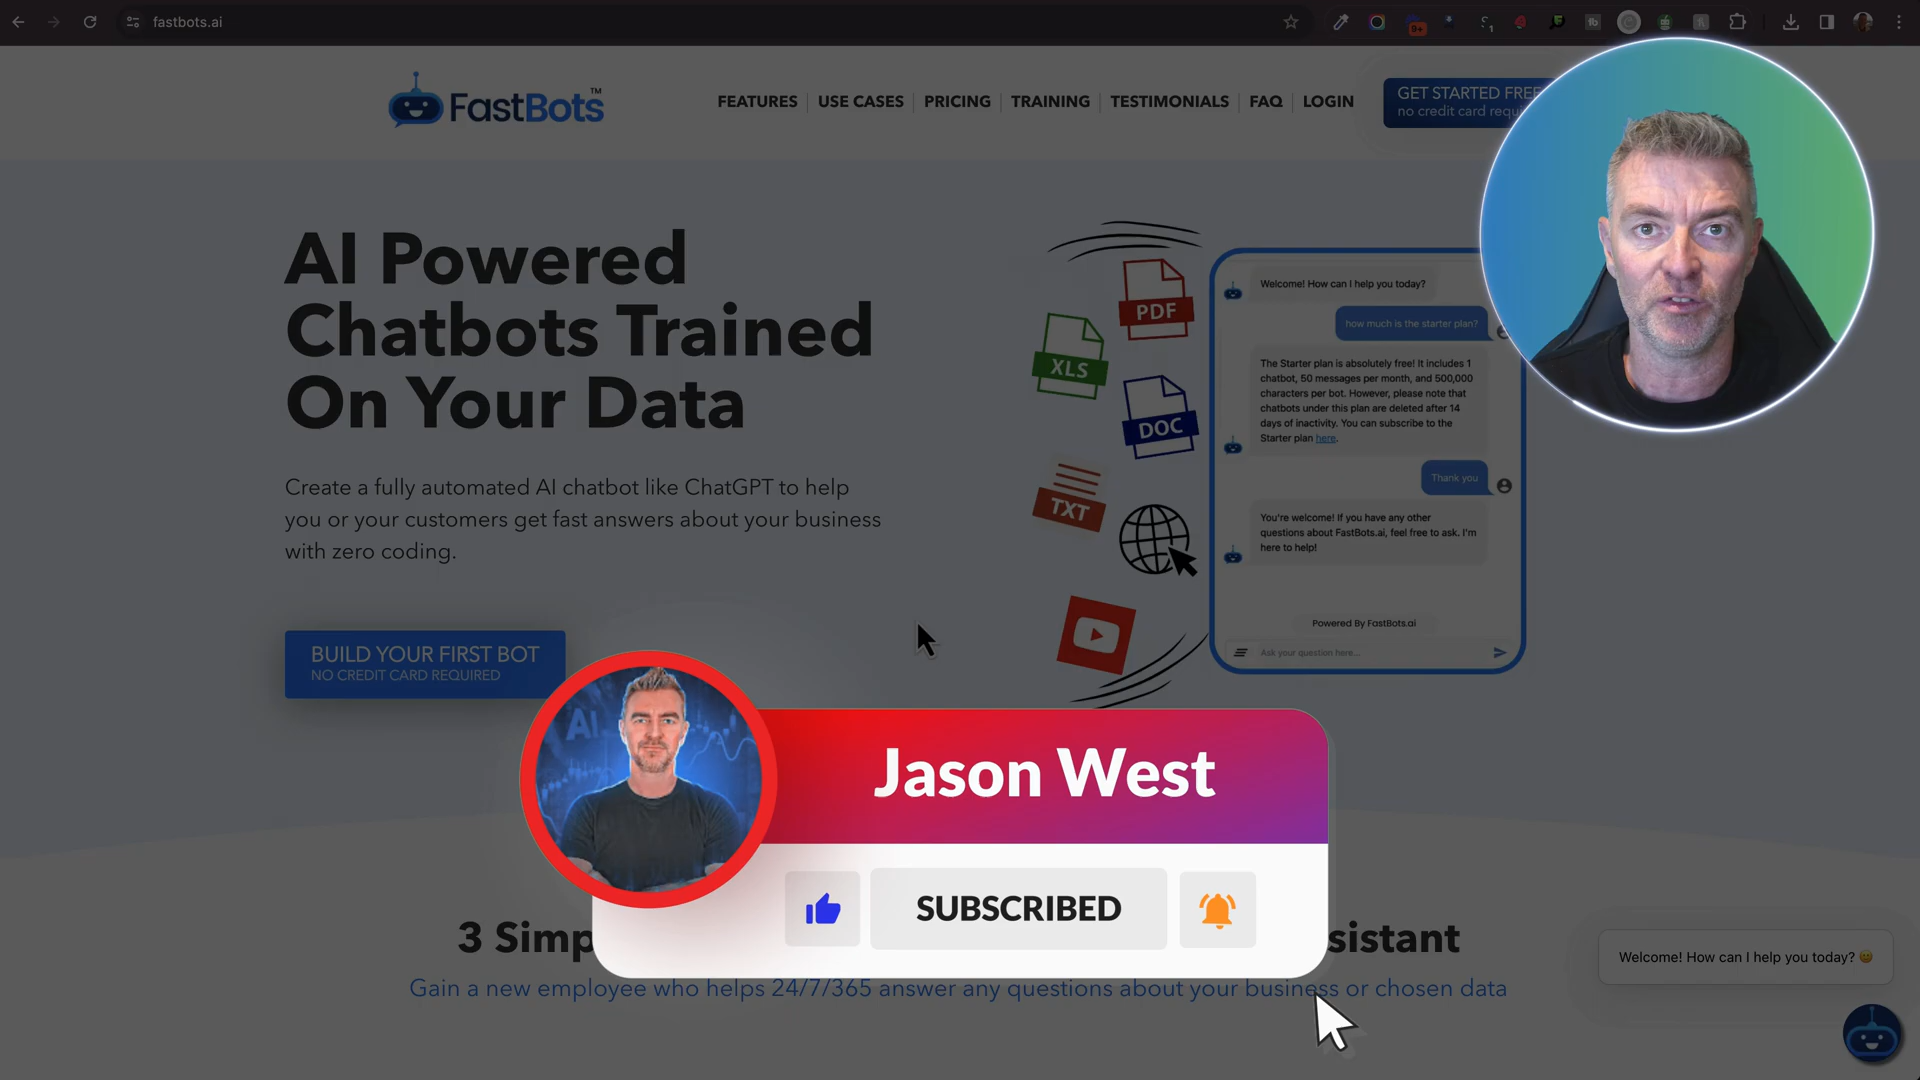 fastbots.ai
FastBots™
FEATURES
USE CASES
PRICING
TRAINING
TESTIMONIALS
FAQ
LOGIN
GET STARTED FREE
no credit card requ
AI Powered
Chatbots Trained
On Your Data
Create a fully automated AI chatbot like ChatGPT to help
you or your customers get fast answers about your business
with zero coding.
BUILD YOUR FIRST BOT
NO CREDIT CARD REQUIRED
PDF
XLS
DOC
TXT
Welcome! How can I help you today?
how much is the starter plan?
The Starter plan is absolutely free! It includes 1
chatbot, 50 messages per month, and 500,000
characters per bot. However, please note that
chatbots under this plan are deleted after 14
days of inactivity. You can subscribe to the
Starter plan here.
Thank you
You're welcome! If you have any other
questions about FastBots.ai, feel free to ask. I'm
here to help!
Powered By FastBots.ai
Ask your question here...
AI
Jason West
SUBSCRIBED
3 Simp
sistant
Gain a new employee who helps 24/7/365 answer any questions about your business or chosen data
Welcome! How can I help you today?